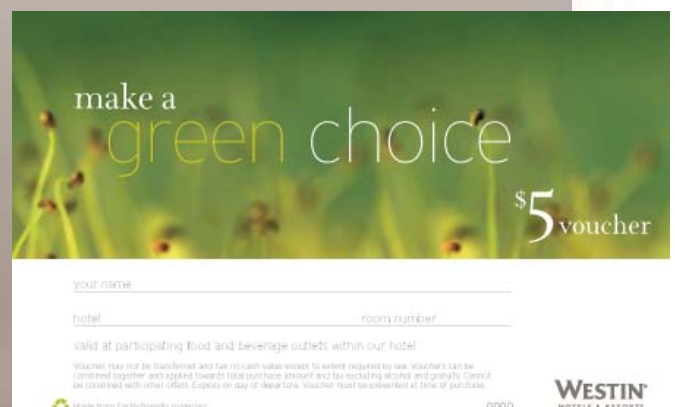 make a
green choice
$5 voucher
your name
hotel room number
valid at participating food and beverage outlets within our hotel.
Voucher may not be transferred and has no cash value except to extent required by law. Vouchers can be
combined together and applied towards total purchase amount and tax excluding alcohol and gratuity. Cannot
be combined with other offers. Expires on day of departure. Voucher must be presented at time of purchase.
Made from Earth-friendly materials 0000
WESTIN
HOTELS & RESORTS